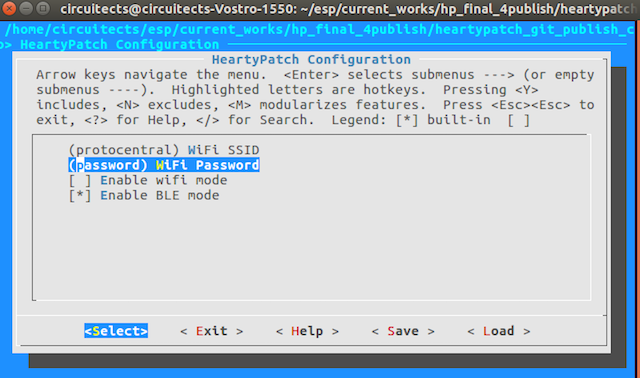 circuitects@circuitects-Vostro-1550: ~/esp/current_works/hp_final_4publish/heartypatch
/home/circuitects/esp/current_works/hp_final_4publish/heartypatch_git_publish_c
o> HeartyPatch Configuration
HeartyPatch Configuration
Arrow keys navigate the menu. <Enter> selects submenus ---> (or empty
submenus ----). Highlighted letters are hotkeys. Pressing <Y>
includes, <N> excludes, <M> modularizes features. Press <Esc><Esc> to
exit, <?> for Help, </> for Search. Legend: [*] built-in [ ]
(protocentral) WiFi SSID
(password) WiFi Password
[ ] Enable wifi mode
[*] Enable BLE mode
<Select> < Exit > < Help > < Save > < Load >